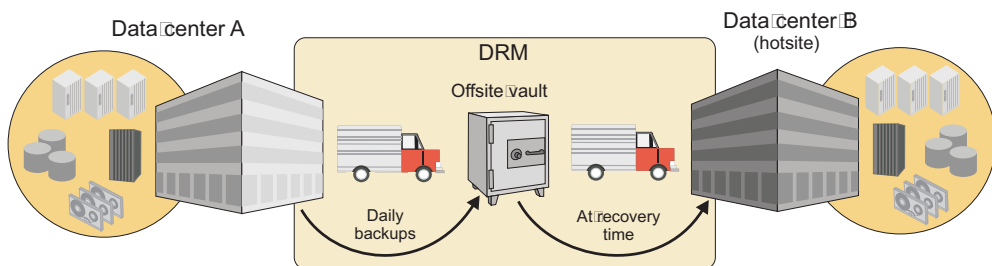 Data center A
DRM
Data center B
(hotsite)
Offsite vault
Daily
backups
At recovery
time